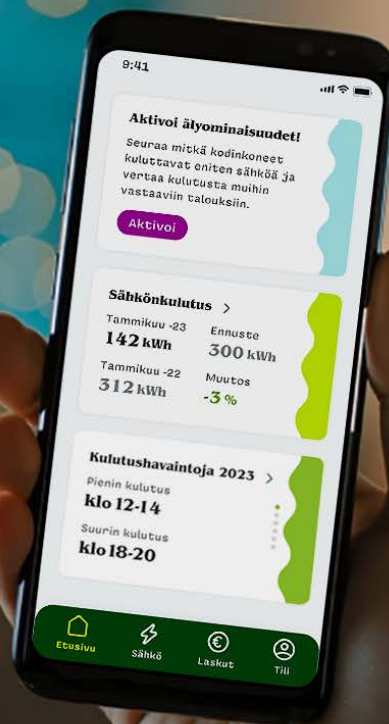 9:41
Aktivoi älyominaisuudet!
Seuraa mitkä kodinkoneet
kuluttavat eniten sähköä ja
vertaa kulutusta muihin
vastaaviin talouksiin.
Aktivoi
Sähkönkulutus >
Tammikuu -23
142 kWh
Ennuste
300 kWh
Tammikuu -22
312 kWh
Muutos
-3 %
Kulutushavaintoja 2023 >
Pienin kulutus
klo 12-14
Suurin kulutus
klo 18-20
Etusivu
Sähkö
Laskut
Tili